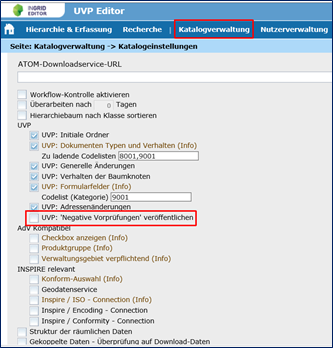 INGRID
EDITOR
UVP Editor
Hierarchie & Erfassung Recherche Katalogverwaltung Nutzerverwaltung
Seite: Katalogverwaltung -> Katalogeinstellungen
ATOM-Downloadservice-URL
Workflow-Kontrolle aktivieren
Überarbeiten nach 0 Tagen
Hierarchiebaum nach Klasse sortieren
UVP
UVP: Initiale Ordner
UVP: Dokumenten Typen und Verhalten (Info)
Zu ladende Codelisten 8001,9001
UVP: Generelle Änderungen
UVP: Verhalten der Baumknoten
UVP: Formularfelder (Info)
Codelist (Kategorie) 9001
UVP: Adressenänderungen
UVP: 'Negative Vorprüfungen' veröffentlichen
AdV Kompatibel
Checkbox anzeigen (Info)
Produktgruppe (Info)
Verwaltungsgebiet verpflichtend (Info)
INSPIRE relevant
Konform-Auswahl (Info)
Geodatenservice
Inspire / ISO - Connection (Info)
Inspire / Encoding - Connection
Inspire / Conformity - Connection
Struktur der räumlichen Daten
Gekoppelte Daten - Überprüfung auf Download-Daten